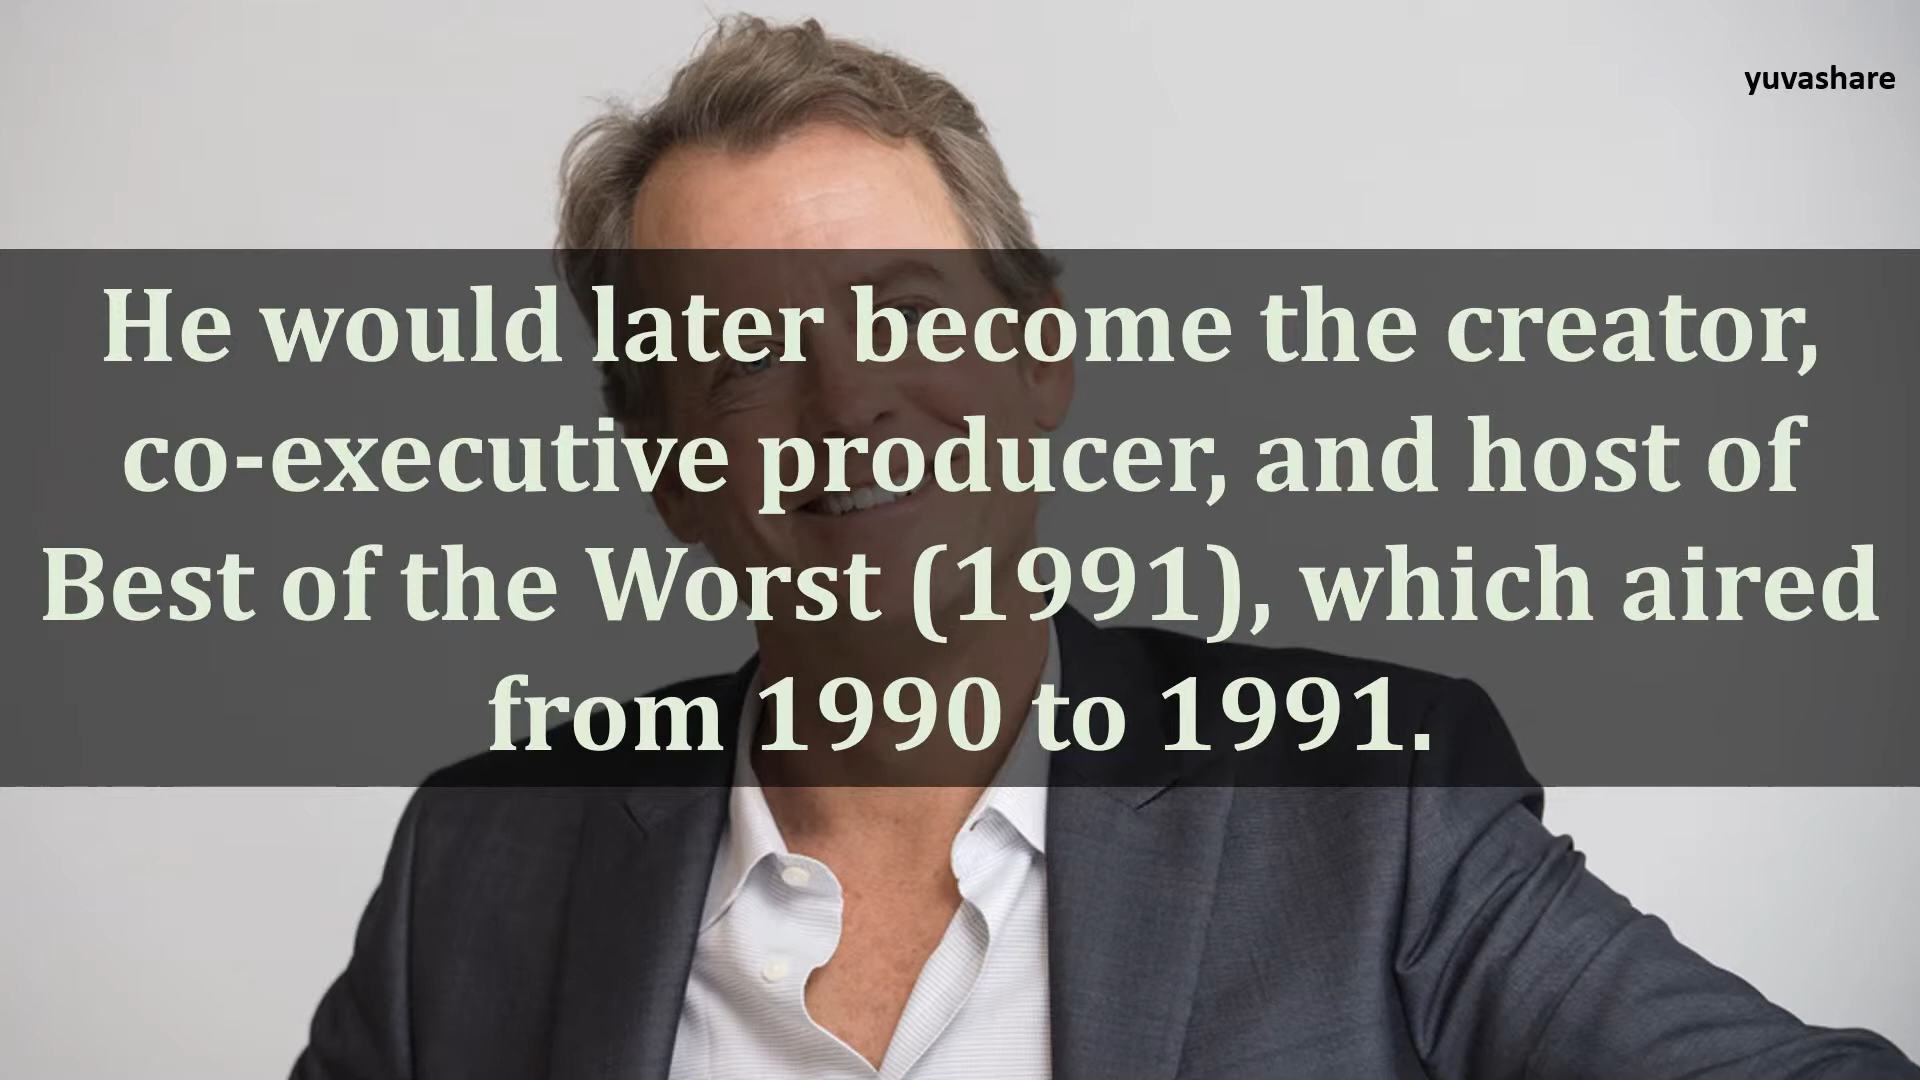 yuvashare
He would later become the creator,
co-executive producer, and host of
Best of the Worst (1991), which aired
from 1990 to 1991.